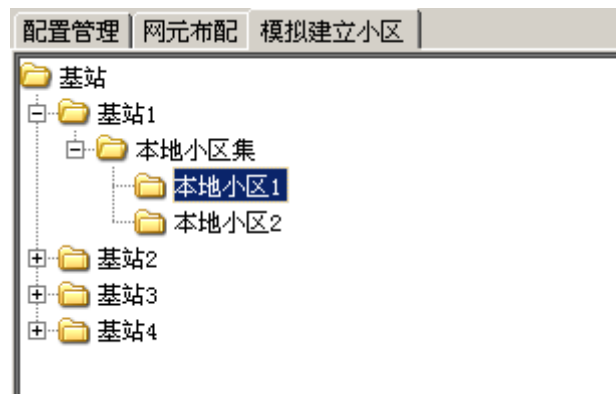 配置管理 网元布配 模拟建立小区
基站
基站1
本地小区集
本地小区1
本地小区2
基站2
基站3
基站4